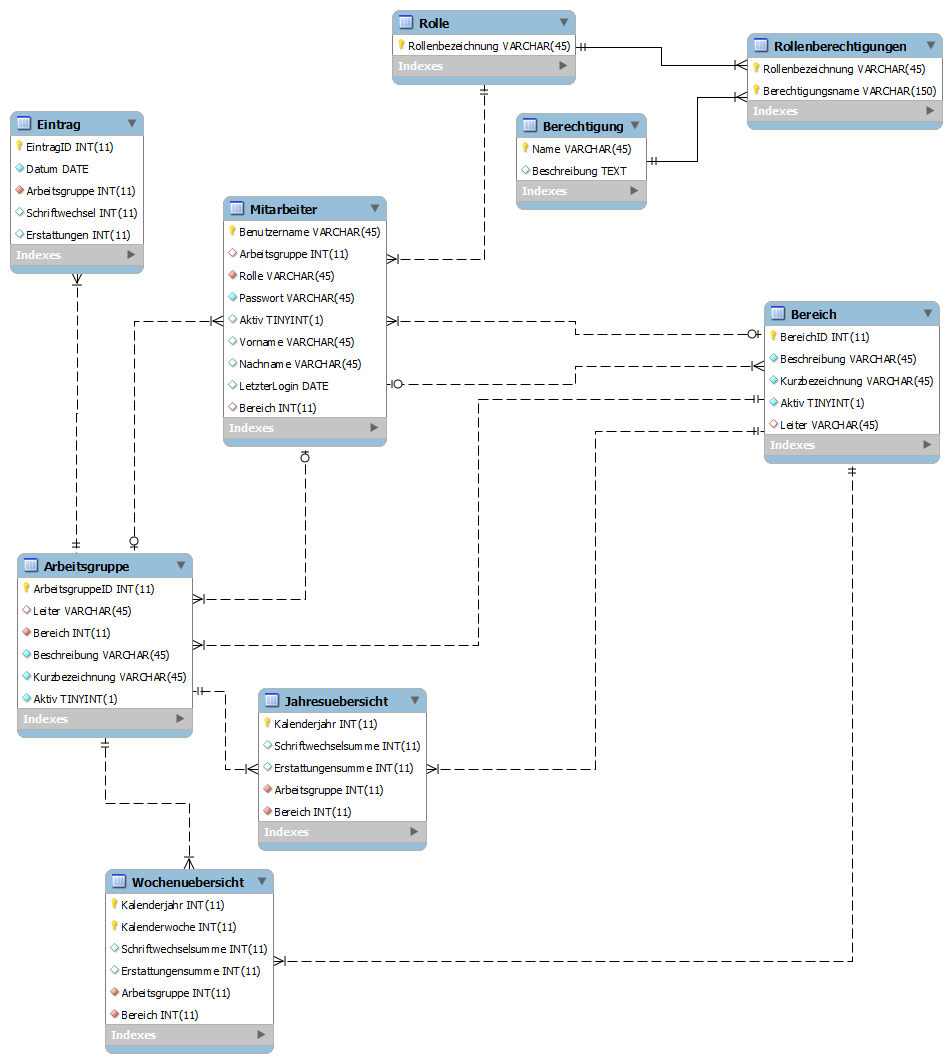 Rolle
Rollenbezeichnung VARCHAR(45)
Indexes
Rollenberechtigungen
Rollenbezeichnung VARCHAR(45)
Berechtigungsname VARCHAR(150)
Indexes
Berechtigung
Name VARCHAR(45)
Beschreibung TEXT
Indexes
Eintrag
EintragID INT(11)
Datum DATE
Arbeitsgruppe INT(11)
Schriftwechsel INT(11)
Erstattungen INT(11)
Indexes
Mitarbeiter
Benutzername VARCHAR(45)
Arbeitsgruppe INT(11)
Rolle VARCHAR(45)
Passwort VARCHAR(45)
Aktiv TINYINT(1)
Vorname VARCHAR(45)
Nachname VARCHAR(45)
LetzterLogin DATE
Bereich INT(11)
Indexes
Bereich
BereichID INT(11)
Beschreibung VARCHAR(45)
Kurzbezeichnung VARCHAR(45)
Aktiv TINYINT(1)
Leiter VARCHAR(45)
Indexes
Arbeitsgruppe
ArbeitsgruppeID INT(11)
Leiter VARCHAR(45)
Bereich INT(11)
Beschreibung VARCHAR(45)
Kurzbezeichnung VARCHAR(45)
Aktiv TINYINT(1)
Indexes
Jahresuebersicht
Kalenderjahr INT(11)
Schriftwechselsumme INT(11)
Erstattungensumme INT(11)
Arbeitsgruppe INT(11)
Bereich INT(11)
Indexes
Wochenuebersicht
Kalenderjahr INT(11)
Kalenderwoche INT(11)
Schriftwechselsumme INT(11)
Erstattungensumme INT(11)
Arbeitsgruppe INT(11)
Bereich INT(11)
Indexes